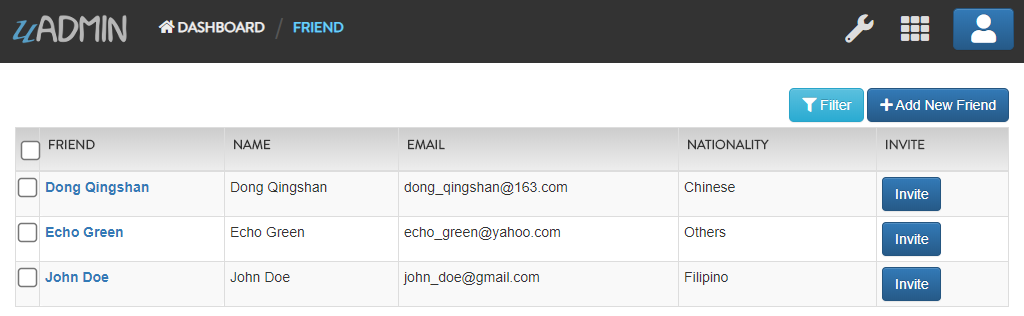 uADMIN DASHBOARD / FRIEND
Filter Add New Friend
FRIEND NAME EMAIL NATIONALITY INVITE
Dong Qingshan Dong Qingshan dong_qingshan@163.com Chinese Invite
Echo Green Echo Green echo_green@yahoo.com Others Invite
John Doe John Doe john_doe@gmail.com Filipino Invite